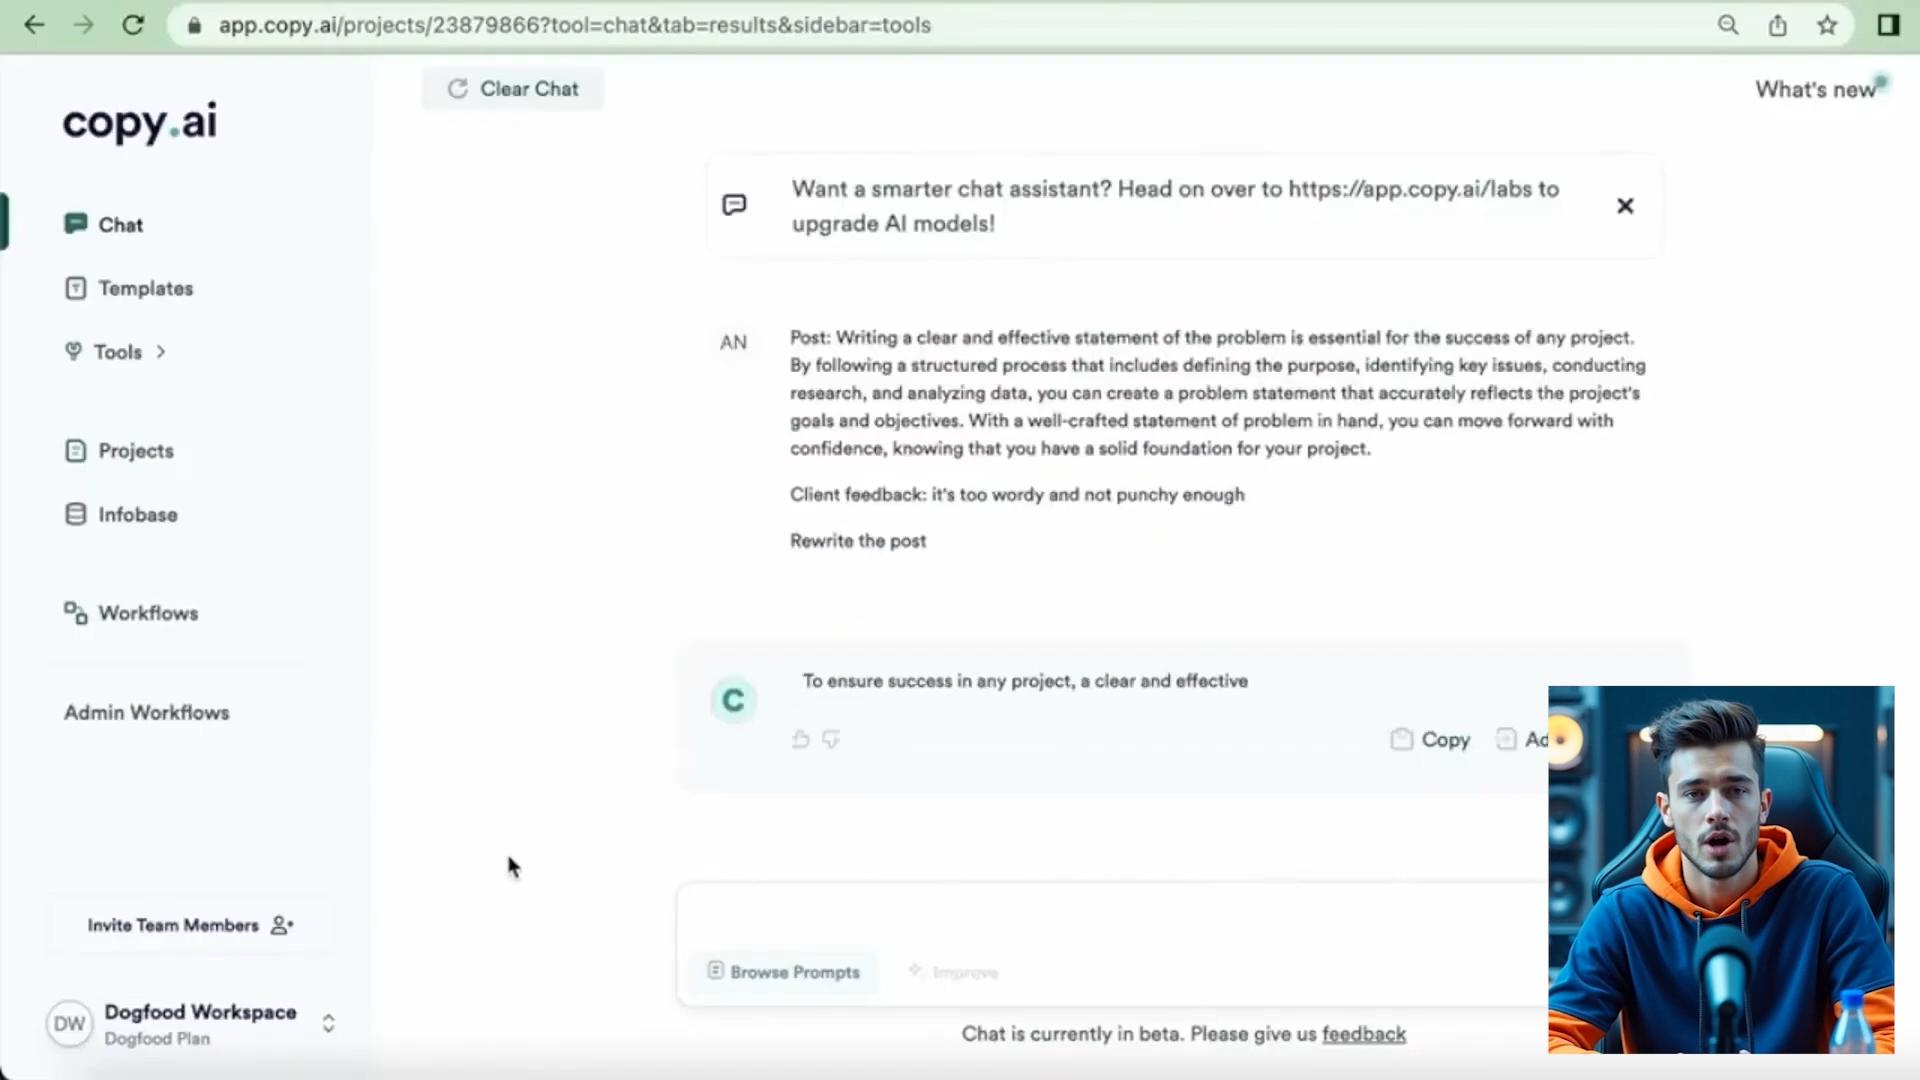 app.copy.ai/projects/23879866?tool=chat&tab=results&sidebar=tools
copy.ai
Clear Chat
What's new
Chat
Templates
Tools
Projects
Infobase
Workflows
Admin Workflows
Invite Team Members
DW
Dogfood Workspace
Dogfood Plan
Want a smarter chat assistant? Head on over to https://app.copy.ai/labs to
upgrade AI models!
AN
Post: Writing a clear and effective statement of the problem is essential for the success of any project.
By following a structured process that includes defining the purpose, identifying key issues, conducting
research, and analyzing data, you can create a problem statement that accurately reflects the project's
goals and objectives. With a well-crafted statement of problem in hand, you can move forward with
confidence, knowing that you have a solid foundation for your project.
Client feedback: it's too wordy and not punchy enough
Rewrite the post
C
To ensure success in any project, a clear and effective
Copy
Browse Prompts
Improve
Chat is currently in beta. Please give us feedback